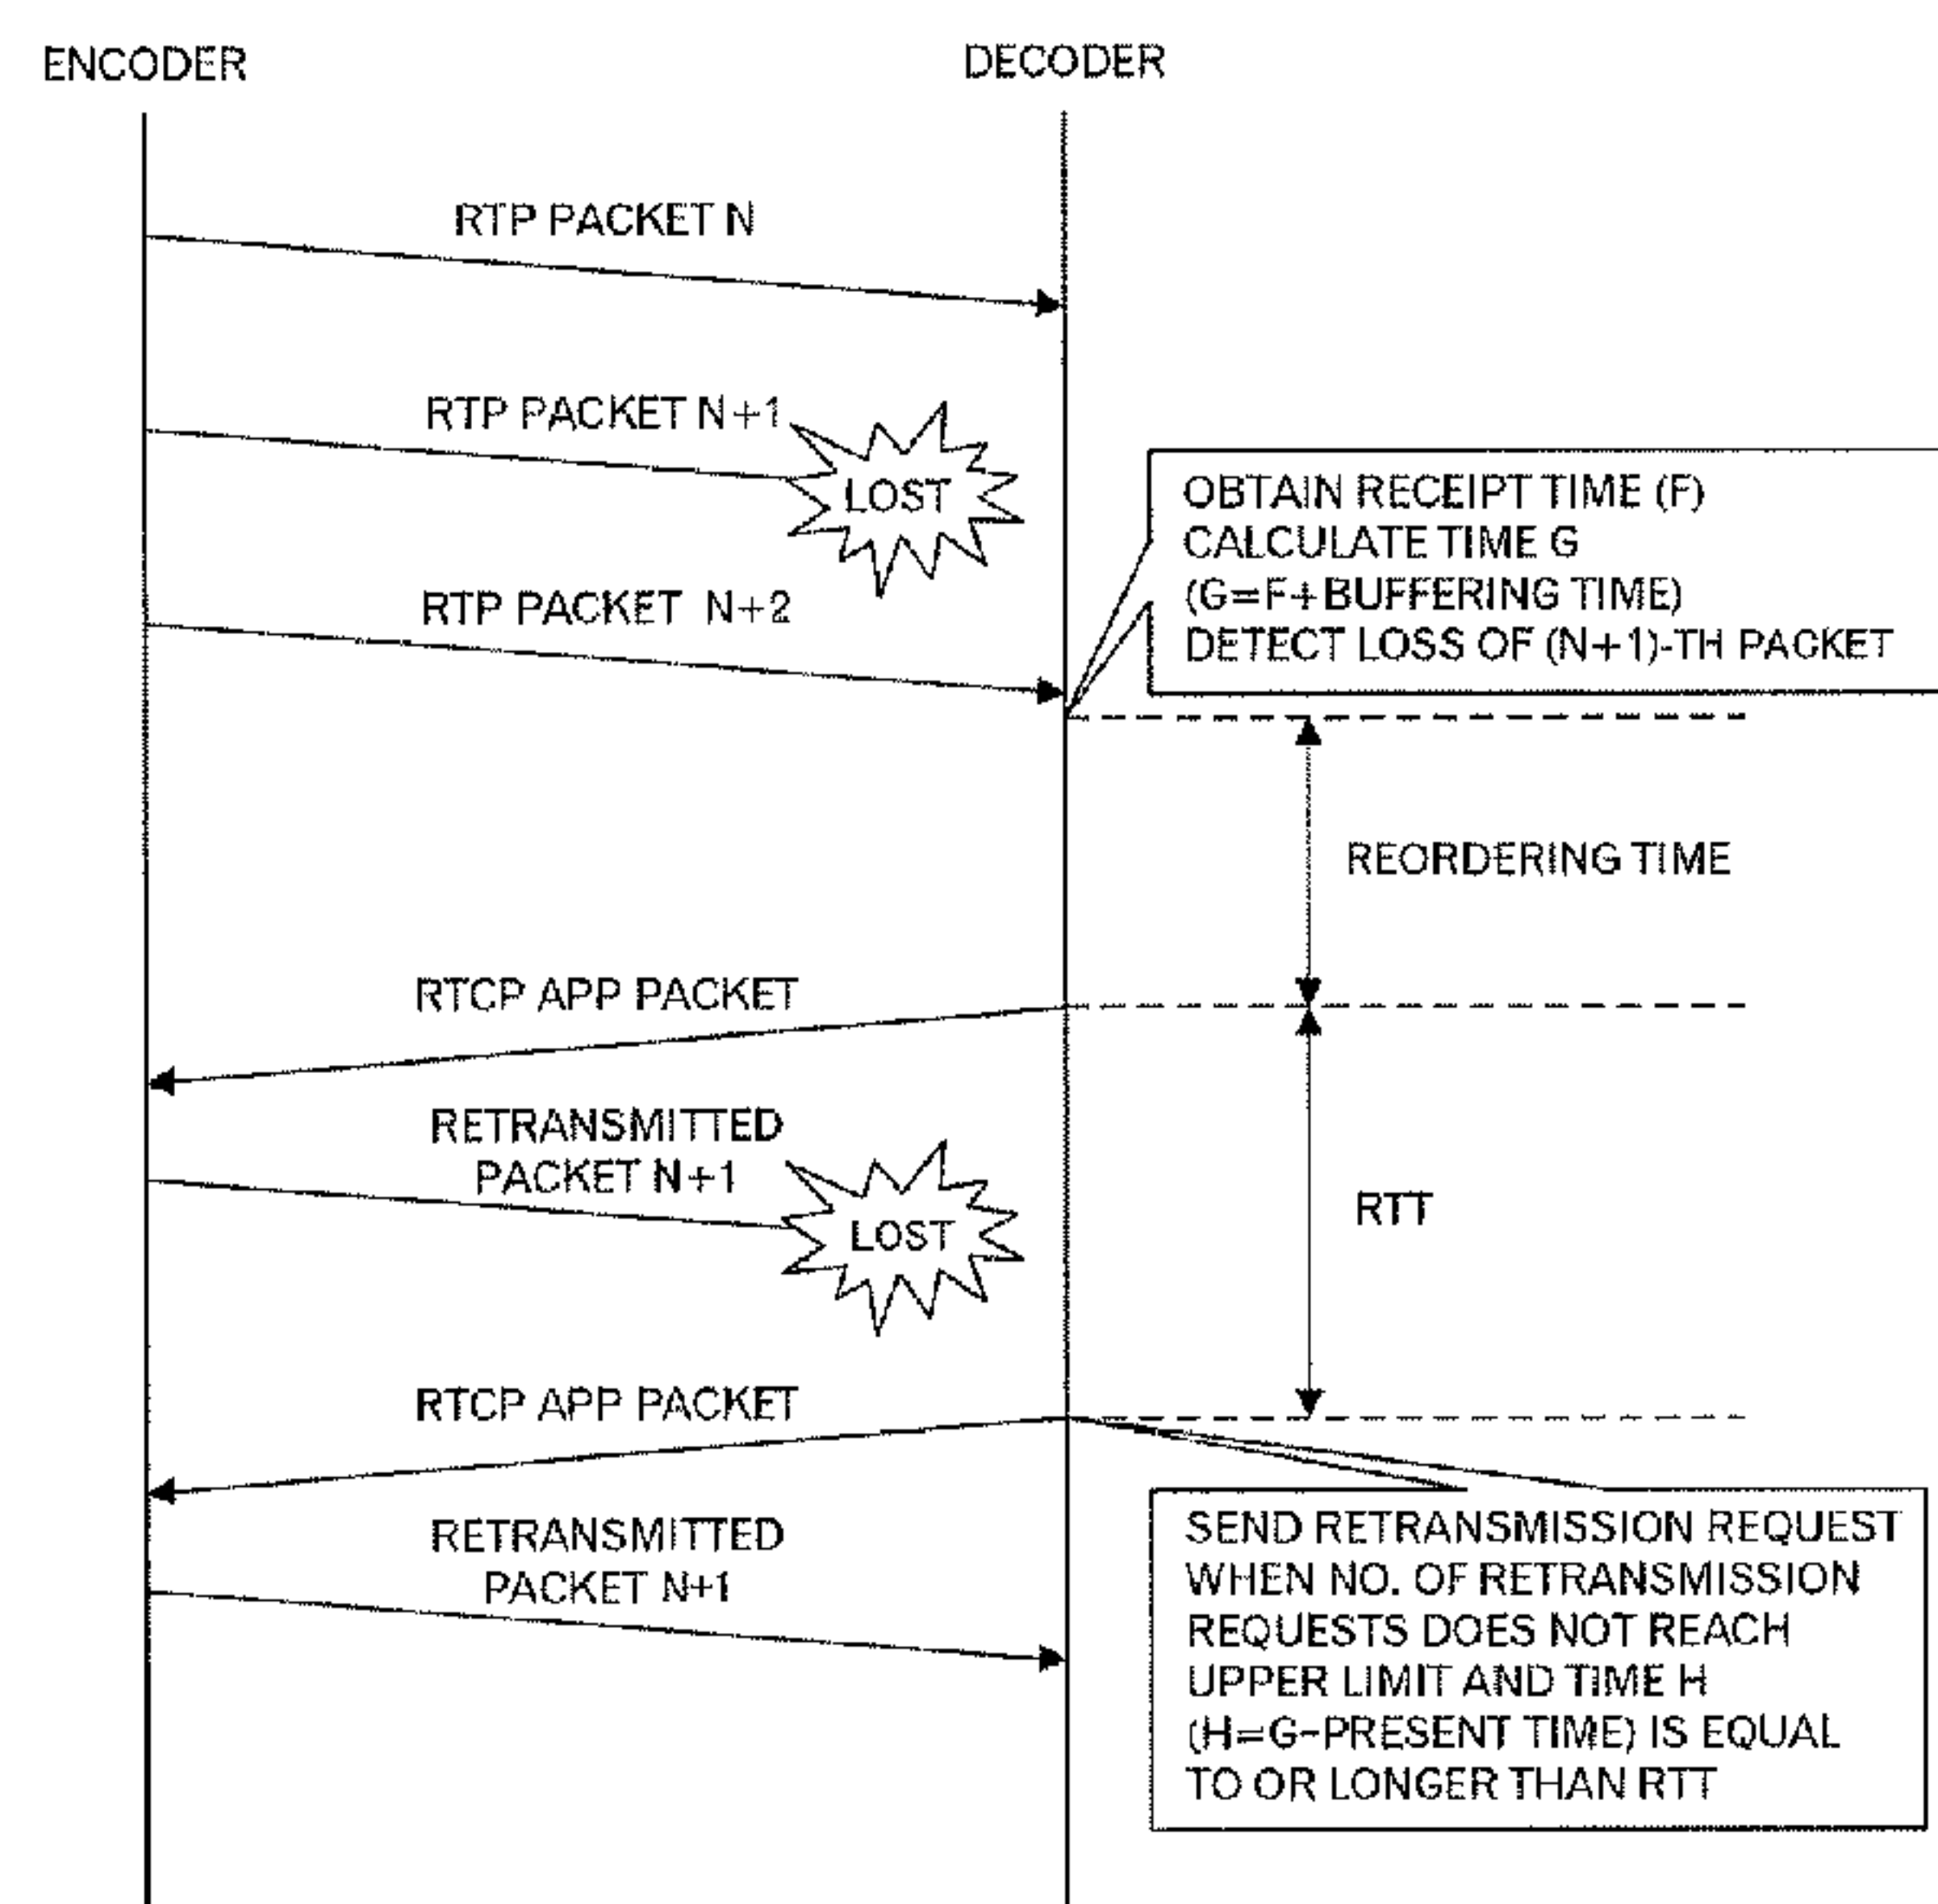 ENCODER
DECODER
RTP PACKET N
RTP PACKET N+1
LOST
OBTAIN RECEIPT TIME (F)
CALCULATE TIME G
(G=F+BUFFERING TIME)
DETECT LOSS OF (N+1)-TH PACKET
RTP PACKET N+2
REORDERING TIME
RTCP APP PACKET
RETRANSMITTED
PACKET N+1
LOST
RTT
RTCP APP PACKET
RETRANSMITTED
PACKET N+1
SEND RETRANSMISSION REQUEST
WHEN NO. OF RETRANSMISSION
REQUESTS DOES NOT REACH
UPPER LIMIT AND TIME H
(H=G-PRESENT TIME) IS EQUAL
TO OR LONGER THAN RTT